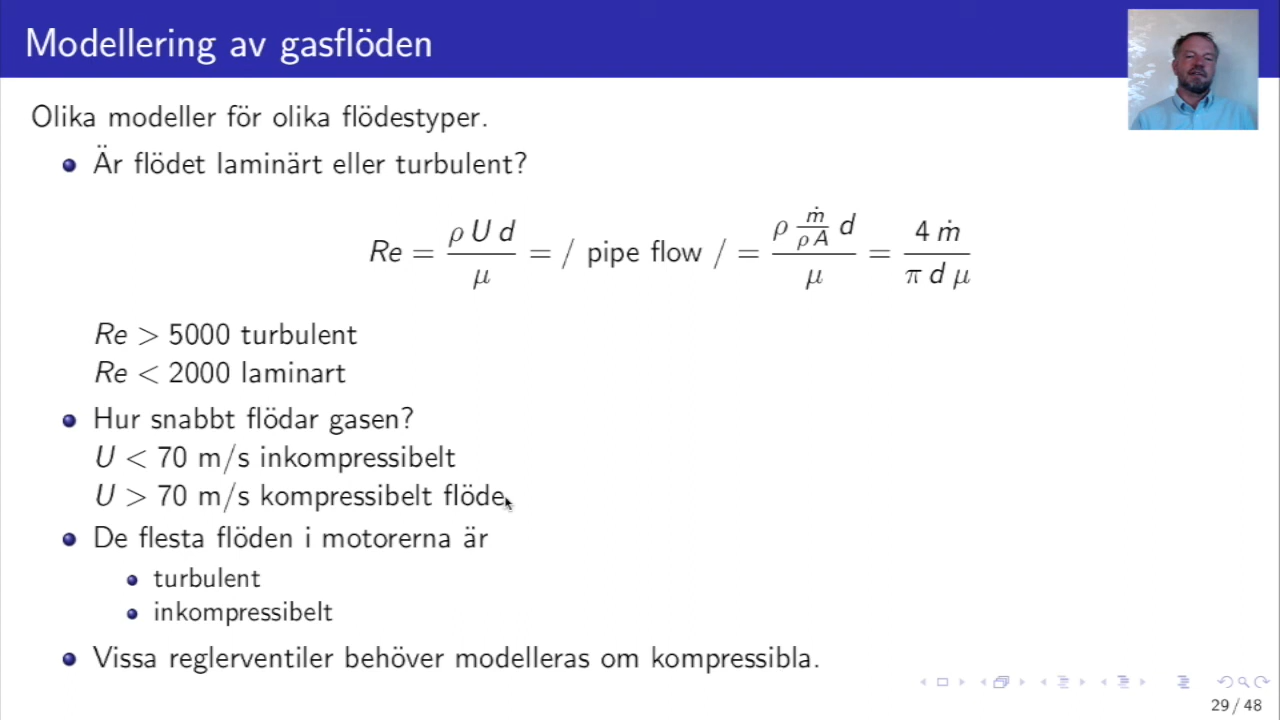 Modellering av gasflöden
Olika modeller för olika flödestyper.
Är flödet laminärt eller turbulent?
Re = ρ U d / μ = / pipe flow / = ρ (ṁ / ρ A) d / μ = 4 ṁ / π d μ
Re > 5000 turbulent
Re < 2000 laminart
Hur snabbt flödar gasen?
U < 70 m/s inkompressibelt
U > 70 m/s kompressibelt flöde
De flesta flöden i motorerna är
turbulent
inkompressibelt
Vissa reglerventiler behöver modelleras om kompressibla.
29 / 48